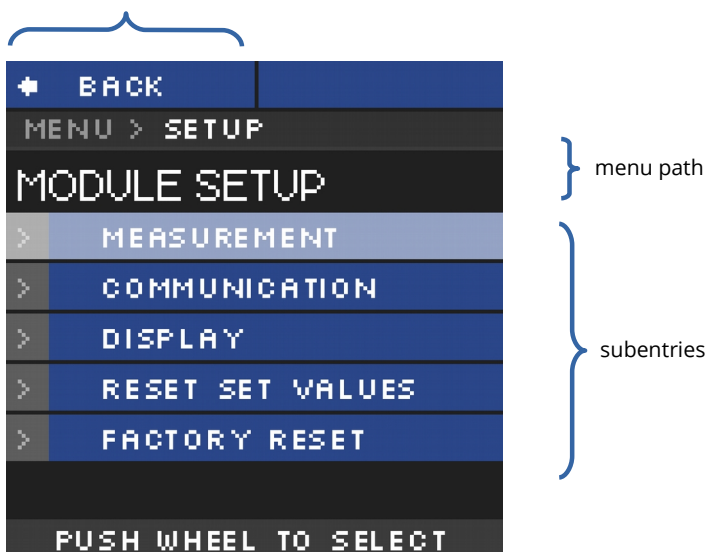 BACK
MENU > SETUP
menu path
MODULE SETUP
> MEASUREMENT
> COMMUNICATION
> DISPLAY
subentries
> RESET SET VALUES
> FACTORY RESET
PUSH WHEEL TO SELECT